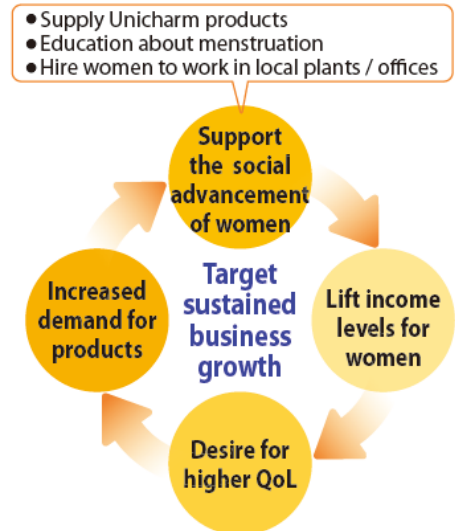 ● Supply Unicharm products
● Education about menstruation
● Hire women to work in local plants / offices
Support
the social
advancement
of women
Lift income
levels for
women
Desire for
higher QoL
Increased
demand for
products
Target
sustained
business
growth